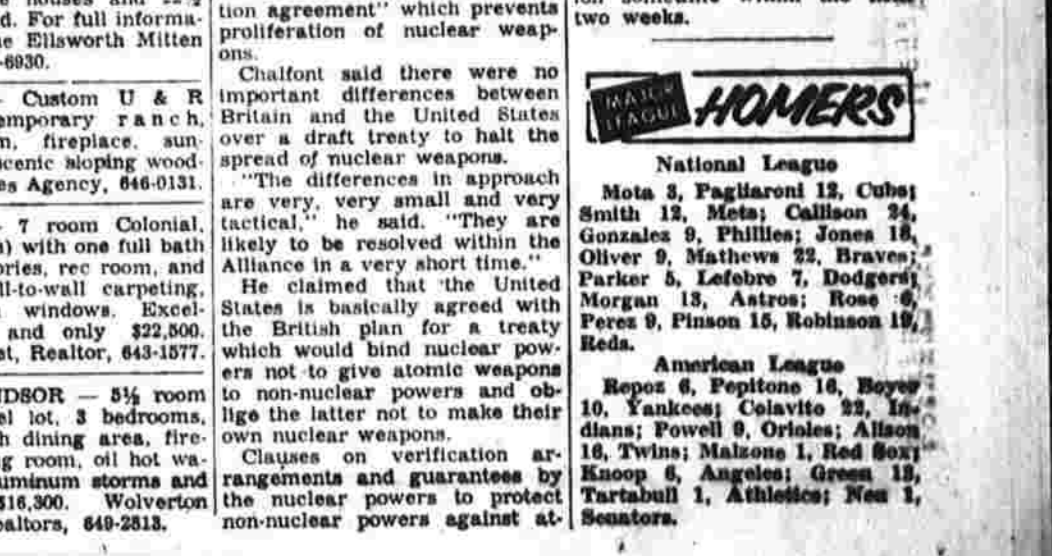 d. For full informa-
Ellsworth Mitten
-6930.
Custom U & R
emporary ranch,
fireplace, sun-
cenic sloping wood-
Agency, 646-0131.
7 room Colonial,
with one full bath
ories, rec room, and
ll-to-wall carpeting,
windows. Excel-
and only $22,500.
Realtor, 643-1577.
DSOR — 5½ room
lot, 3 bedrooms,
dining area, fire-
room, oil hot wa-
uminum storms and
$16,300. Wolverton
altors, 649-2813.
tion agreement" which prevents
proliferation of nuclear weap-
ons.
Chalfont said there were no
important differences between
Britain and the United States
over a draft treaty to halt the
spread of nuclear weapons.
"The differences in approach
are very, very small and very
tactical," he said. "They are
likely to be resolved within the
Alliance in a very short time."
He claimed that the United
States is basically agreed with
the British plan for a treaty
which would bind nuclear pow-
ers not to give atomic weapons
to non-nuclear powers and ob-
lige the latter not to make their
own nuclear weapons.
Clauses on verification ar-
rangements and guarantees by
the nuclear powers to protect
non-nuclear powers against at-
two weeks.
MAJOR
LEAGUE
HOMERS
National League
Mota 3, Pagliaroni 12, Cubs;
Smith 12, Mets; Callison 24,
Gonzalez 9, Phillies; Jones 18,
Oliver 9, Mathews 22, Braves;
Parker 5, Lefebre 7, Dodgers;
Morgan 13, Astros; Rose 6,
Perez 9, Pinson 15, Robinson 19,
Reds.
American League
Repoz 6, Pepitone 16, Boyer
10, Yankees; Colavito 22, In-
dians; Powell 9, Orioles; Allson
16, Twins; Malzone 1, Red Sox;
Knoop 6, Angels; Green 13,
Tartabull 1, Athletics; Nen 1,
Senators.